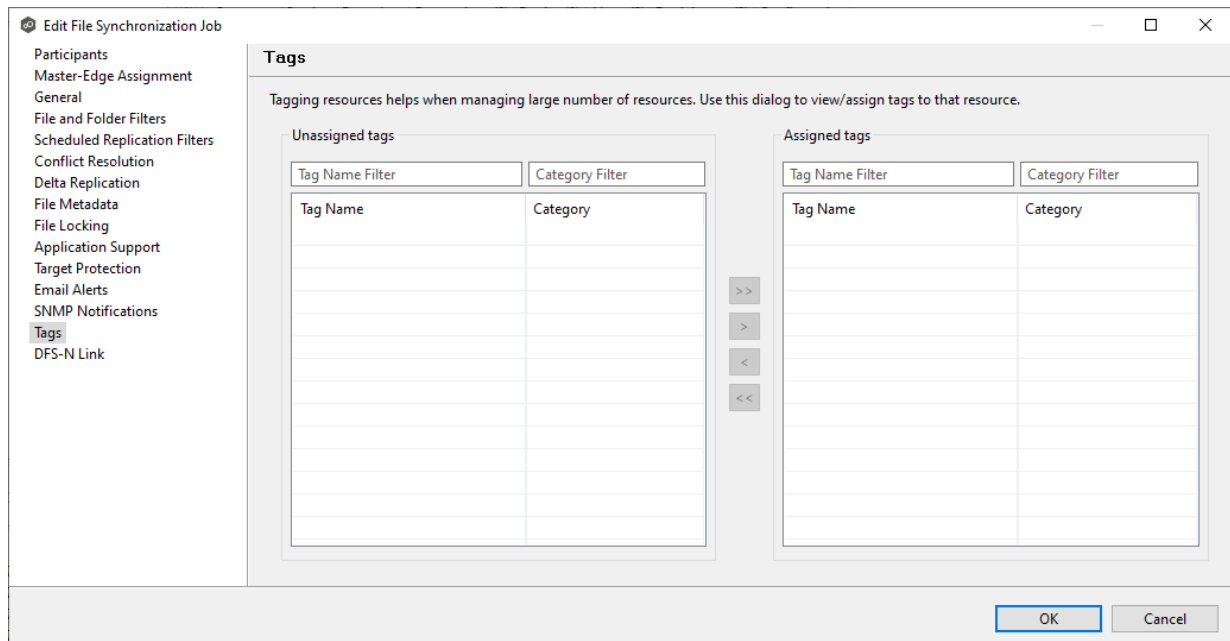 Edit File Synchronization Job
Participants
Master-Edge Assignment
General
File and Folder Filters
Scheduled Replication Filters
Conflict Resolution
Delta Replication
File Metadata
File Locking
Application Support
Target Protection
Email Alerts
SNMP Notifications
Tags
DFS-N Link
Tags
Tagging resources helps when managing large number of resources. Use this dialog to view/assign tags to that resource.
Unassigned tags
Tag Name Filter Category Filter
Tag Name Category
>>
>
<
<<
Assigned tags
Tag Name Filter Category Filter
Tag Name Category
OK Cancel